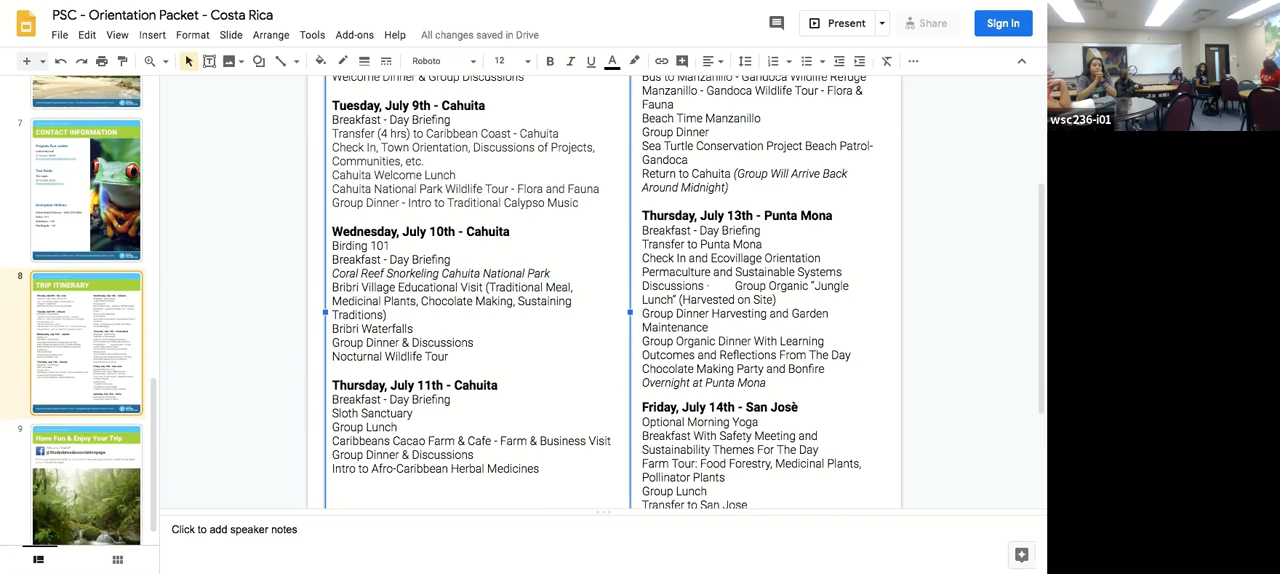 PSC - Orientation Packet - Costa Rica
File Edit View Insert Format Slide Arrange Tools Add-ons Help All changes saved in Drive
Present
Share
Sign in
Roboto
12
B I U A
7
CONTACT INFORMATION
8
TRIP ITINERARY
9
Have Fun & Enjoy Your Trip
Welcome Dinner & Group Discussions
Tuesday, July 9th - Cahuita
Breakfast - Day Briefing
Transfer (4 hrs) to Caribbean Coast - Cahuita
Check In, Town Orientation, Discussions of Projects,
Communities, etc.
Cahuita Welcome Lunch
Cahuita National Park Wildlife Tour - Flora and Fauna
Group Dinner - Intro to Traditional Calypso Music
Wednesday, July 10th - Cahuita
Birding 101
Breakfast - Day Briefing
Coral Reef Snorkeling Cahuita National Park
Bribri Village Educational Visit (Traditional Meal,
Medicinal Plants, Chocolate Making, Sustaining
Traditions)
Bribri Waterfalls
Group Dinner & Discussions
Nocturnal Wildlife Tour
Thursday, July 11th - Cahuita
Breakfast - Day Briefing
Sloth Sanctuary
Group Lunch
Caribbeans Cacao Farm & Cafe - Farm & Business Visit
Group Dinner & Discussions
Intro to Afro-Caribbean Herbal Medicines
Bus to Manzanillo - Gandoca Wildlife Refuge
Manzanillo - Gandoca Wildlife Tour - Flora &
Fauna
Beach Time Manzanillo
Group Dinner
Sea Turtle Conservation Project Beach Patrol-
Gandoca
Return to Cahuita (Group Will Arrive Back
Around Midnight)
Thursday, July 13th - Punta Mona
Breakfast - Day Briefing
Transfer to Punta Mona
Check In and Ecovillage Orientation
Permaculture and Sustainable Systems
Discussions · Group Organic “Jungle
Lunch” (Harvested on Site)
Group Dinner Harvesting and Garden
Maintenance
Group Organic Dinner With Learning
Outcomes and Reflections From The Day
Chocolate Making Party and Bonfire
Overnight at Punta Mona
Friday, July 14th - San Josè
Optional Morning Yoga
Breakfast With Safety Meeting and
Sustainability Themes For The Day
Farm Tour: Food Forestry, Medicinal Plants,
Pollinator Plants
Group Lunch
Transfer to San Jose
Click to add speaker notes
wsc236-i01